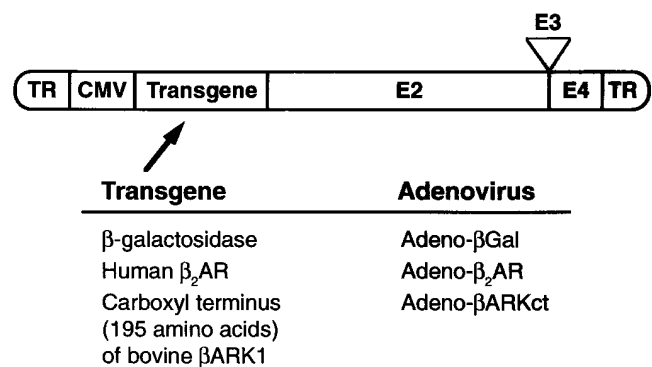 E3
TR CMV Transgene E2 E4 TR
Transgene Adenovirus
β-galactosidase Adeno-βGal
Human β₂AR Adeno-β₂AR
Carboxyl terminus Adeno-βARKct
(195 amino acids)
of bovine βARK1